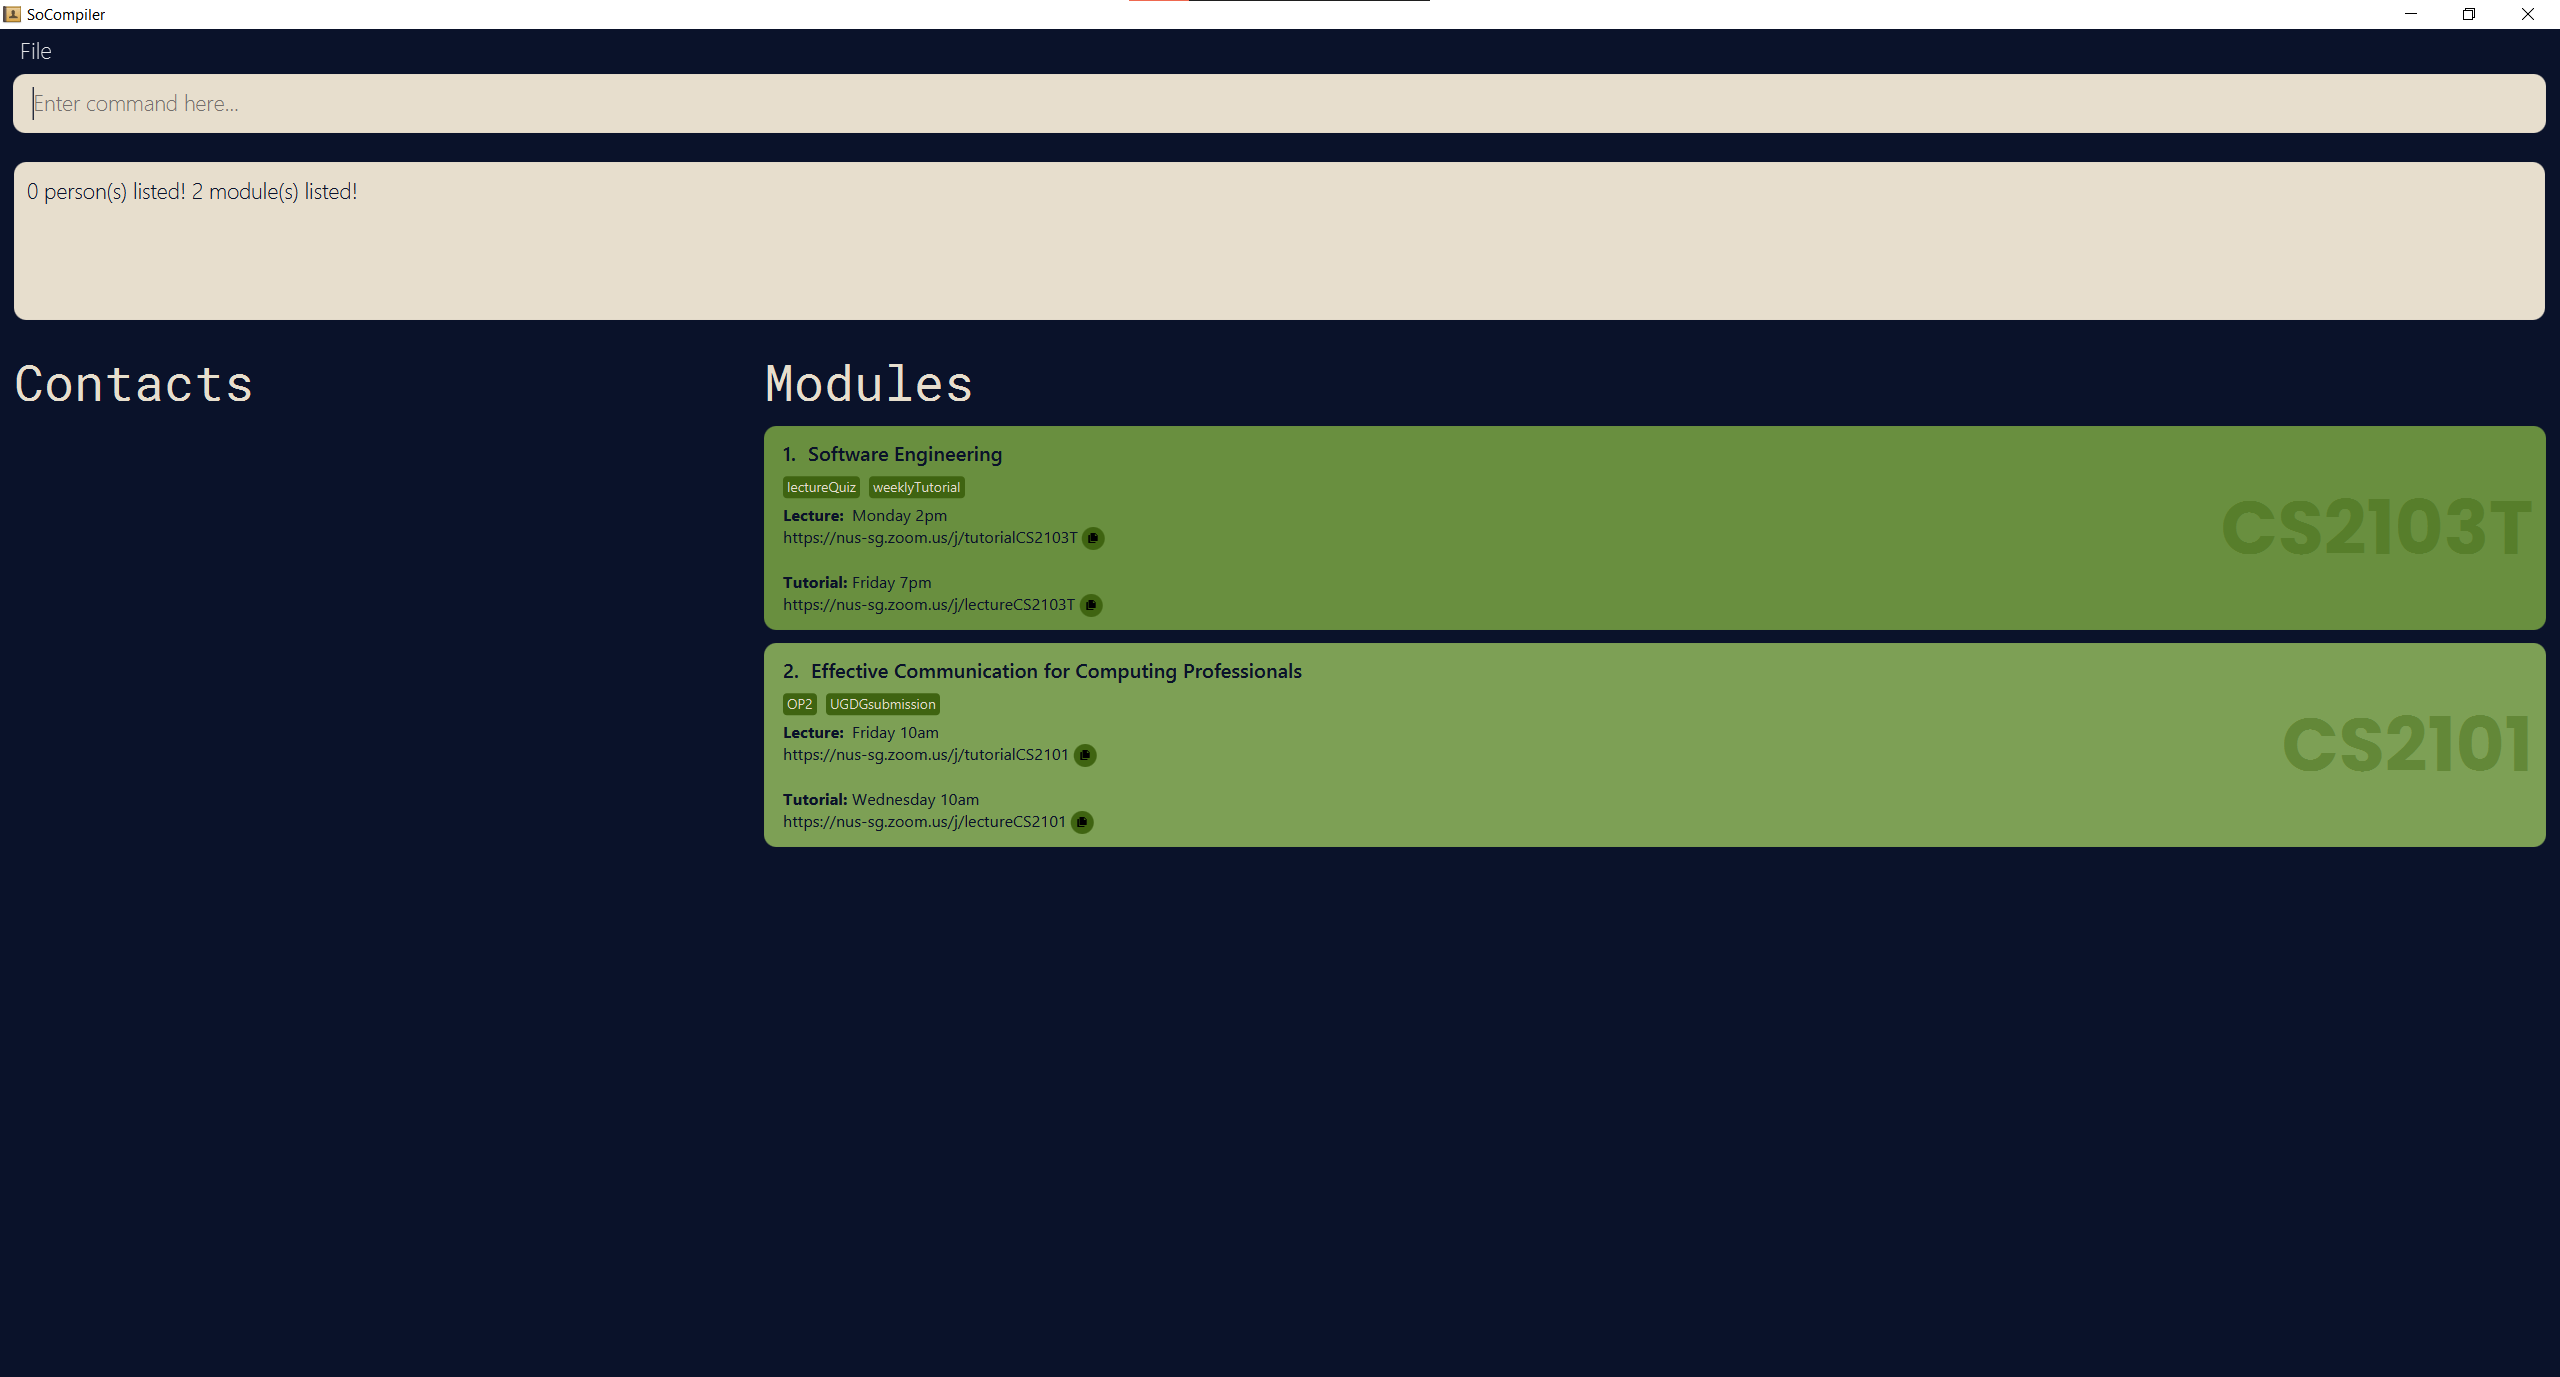 SoCompiler
File
Enter command here...
0 person(s) listed! 2 module(s) listed!
Contacts
Modules
1. Software Engineering
lectureQuiz weeklyTutorial
Lecture: Monday 2pm
https://nus-sg.zoom.us/j/tutorialCS2103T
Tutorial: Friday 7pm
https://nus-sg.zoom.us/j/lectureCS2103T
CS2103T
2. Effective Communication for Computing Professionals
OP2 UGDGsubmission
Lecture: Friday 10am
https://nus-sg.zoom.us/j/tutorialCS2101
Tutorial: Wednesday 10am
https://nus-sg.zoom.us/j/lectureCS2101
CS2101